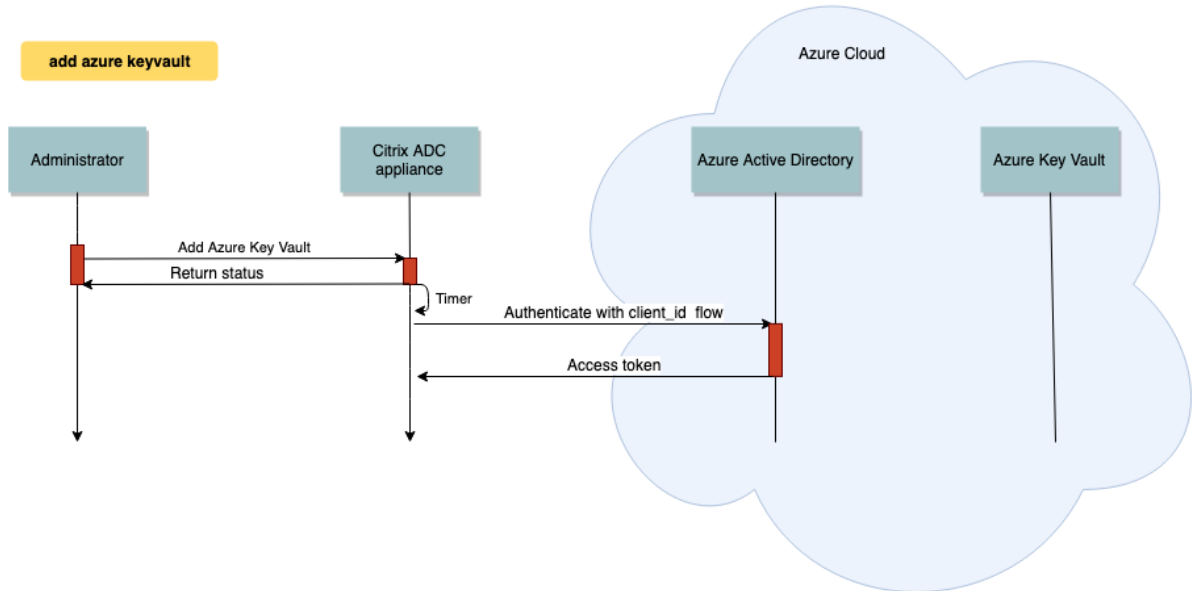 Azure Cloud
add azure keyvault
Administrator
Citrix ADC
appliance
Azure Active Directory
Azure Key Vault
Add Azure Key Vault
Return status
Timer
Authenticate with client_id flow
Access token